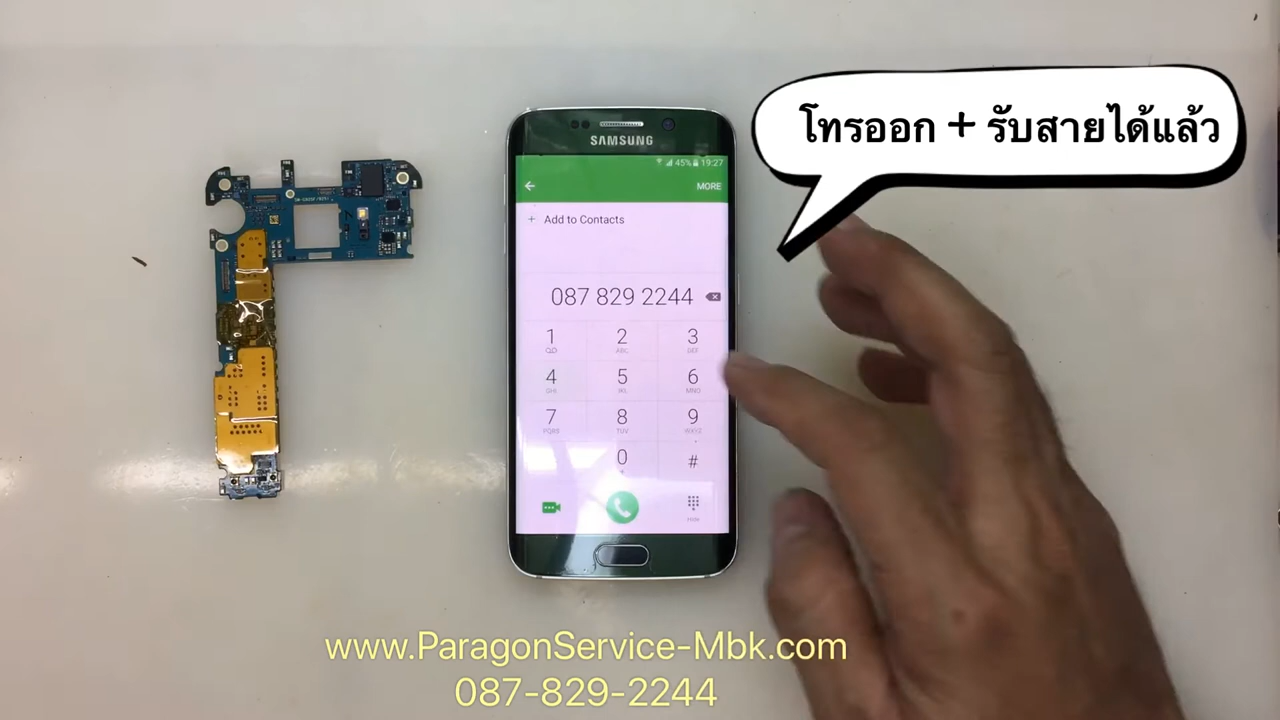 โทรออก + รับสายได้แล้ว
SAMSUNG
45% 19:27
MORE
+ Add to Contacts
087 829 2244
1 2 3
ABC DEF
4 5 6
GHI JKL MNO
7 8 9
PQRS TUV WXYZ
0 #
+
Hide
www.ParagonService-Mbk.com
087-829-2244